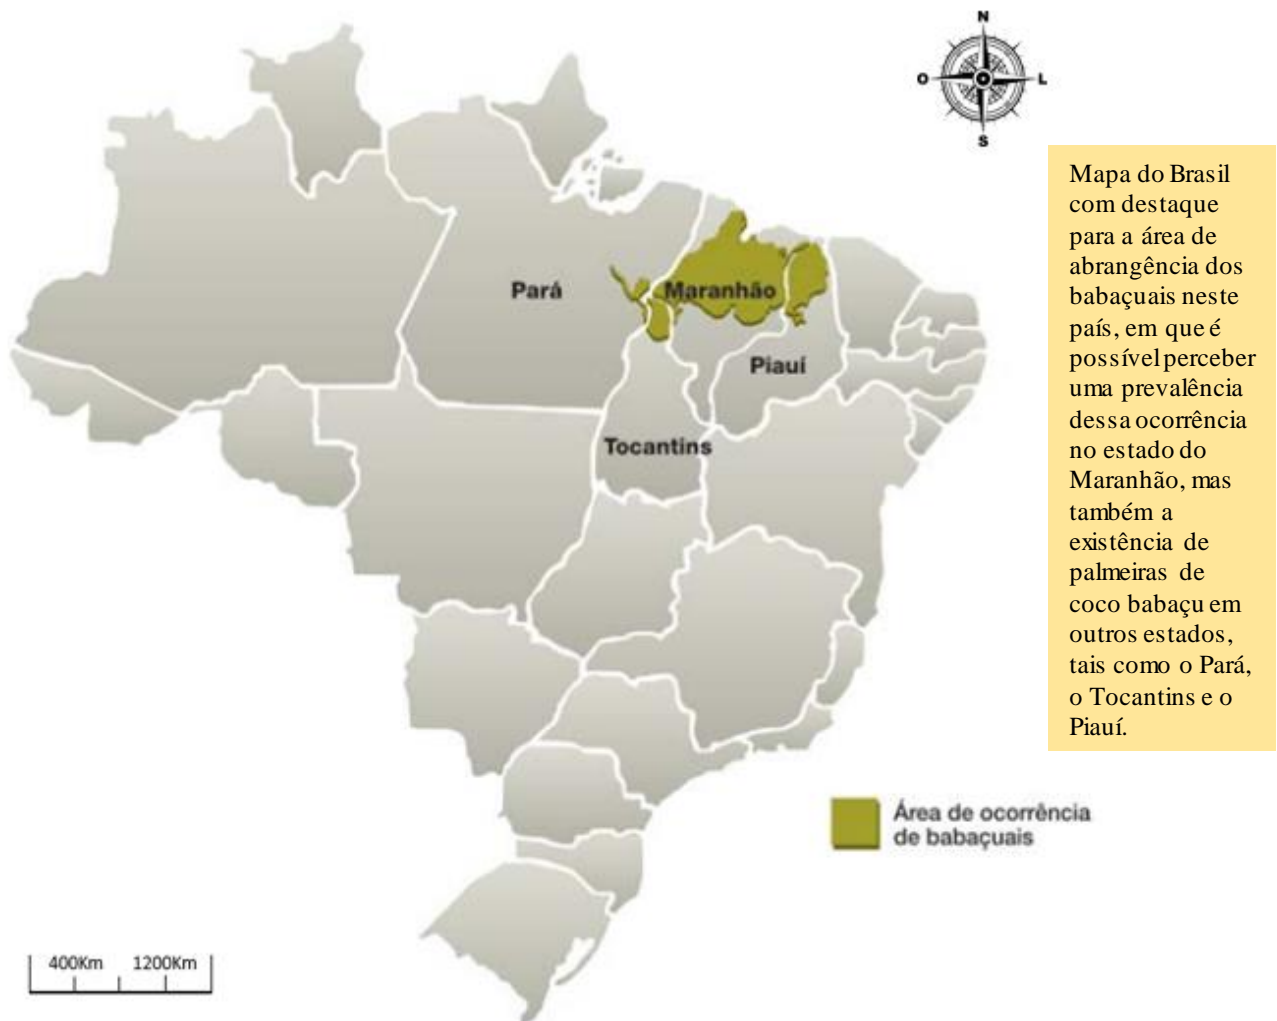 N
O
L
S
Mapa do Brasil
com destaque
para a área de
abrangência dos
babaçuais neste
país, em que é
possível perceber
uma prevalência
dessa ocorrência
no estado do
Maranhão, mas
também a
existência de
palmeiras de
coco babaçu em
outros estados,
tais como o Pará,
o Tocantins e o
Piauí.
Pará
Maranhão
Piauí
Tocantins
Área de ocorrência
de babaçuais
400Km 1200Km